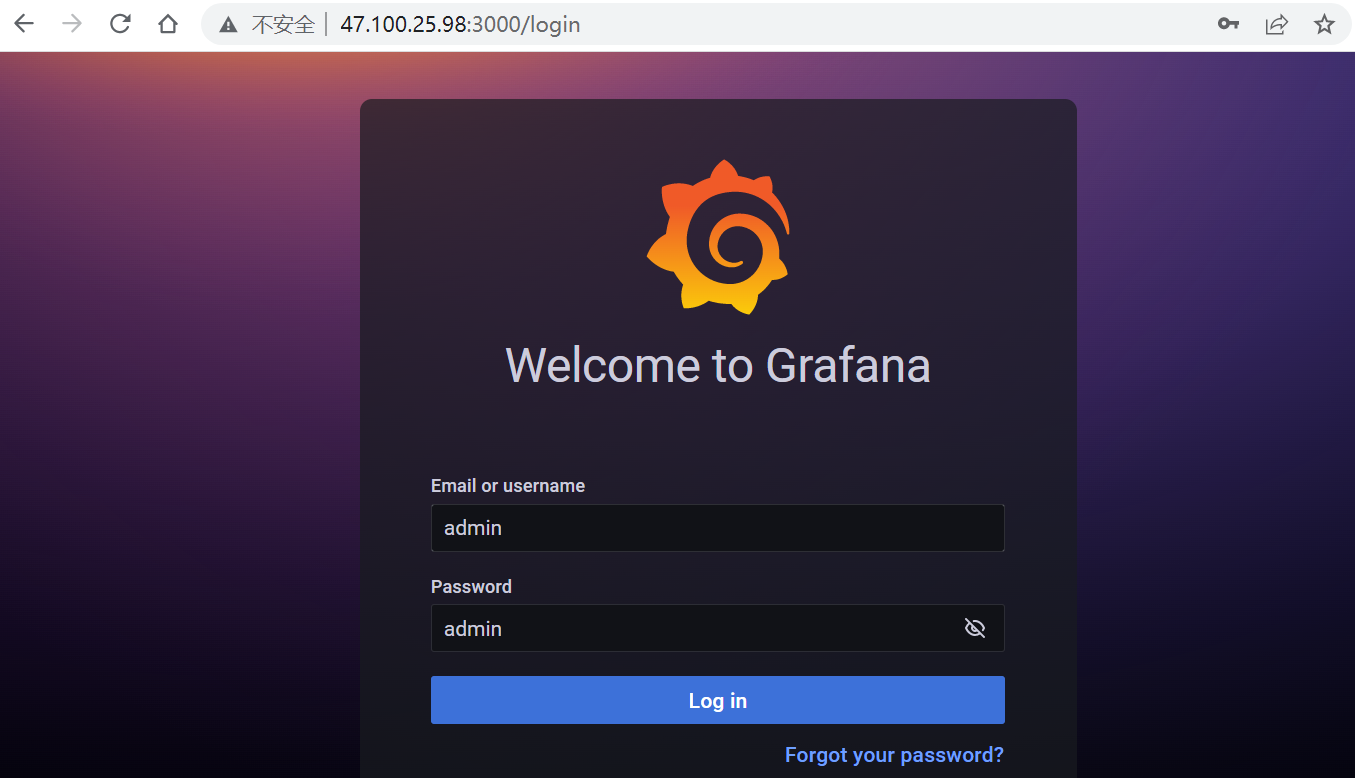 不安全 47.100.25.98:3000/login
Welcome to Grafana
Email or username
admin
Password
admin
Log in
Forgot your password?